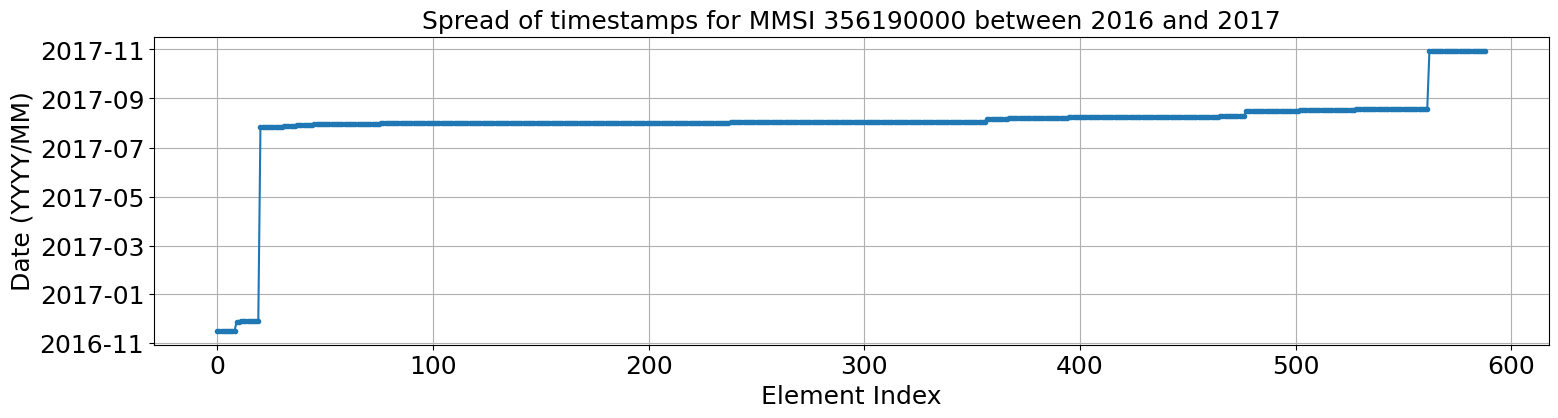 Spread of timestamps for MMSI 356190000 between 2016 and 2017
Date (YYYY/MM)
2017-11
2017-09
2017-07
2017-05
2017-03
2017-01
2016-11
0 100 200 300 400 500 600
Element Index